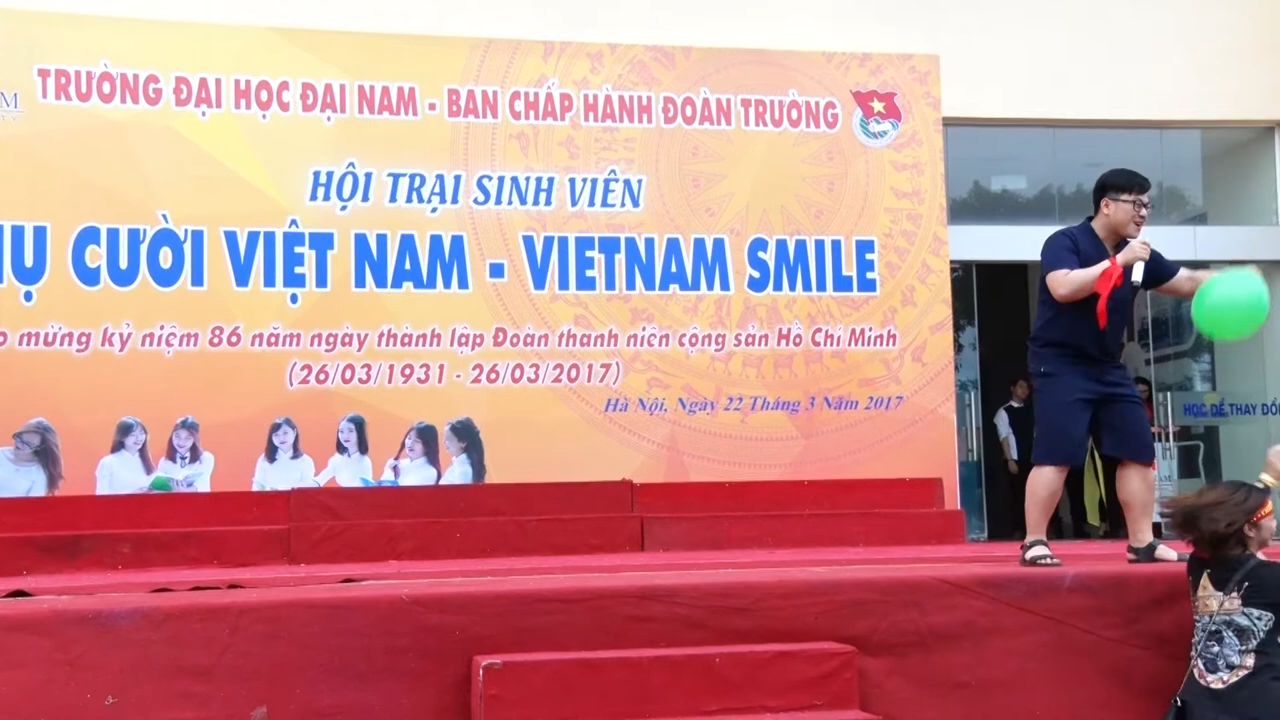 TRƯỜNG ĐẠI HỌC ĐẠI NAM - BAN CHẤP HÀNH ĐOÀN TRƯỜNG
HỘI TRẠI SINH VIÊN
CƯỜI VIỆT NAM - VIETNAM SMILE
mừng kỷ niệm 86 năm ngày thành lập Đoàn thanh niên cộng sản Hồ Chí Minh
(26/03/1931 - 26/03/2017)
Hà Nội, Ngày 22 Tháng 3 Năm 2017
HỌC ĐỂ THAY ĐỔI